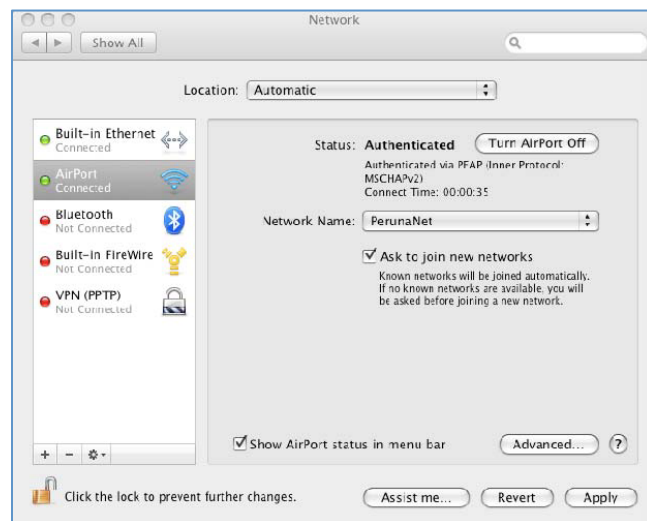 Network
Show All
Location: Automatic
Built-in Ethernet
Connected
AirPort
Connected
Bluetooth
Not Connected
Built-in FireWire
Not Connected
VPN (PPTP)
Not Connected
Status: Authenticated Turn AirPort Off
Authenticated via PEAP (Inner Protocol:
MSCHAPv2)
Connect Time: 00:00:35
Network Name: PerunaNet
Ask to join new networks
Known networks will be joined automatically.
If no known networks are available, you will
be asked before joining a new network.
Show AirPort status in menu bar Advanced... ?
Click the lock to prevent further changes. Assist me... Revert Apply